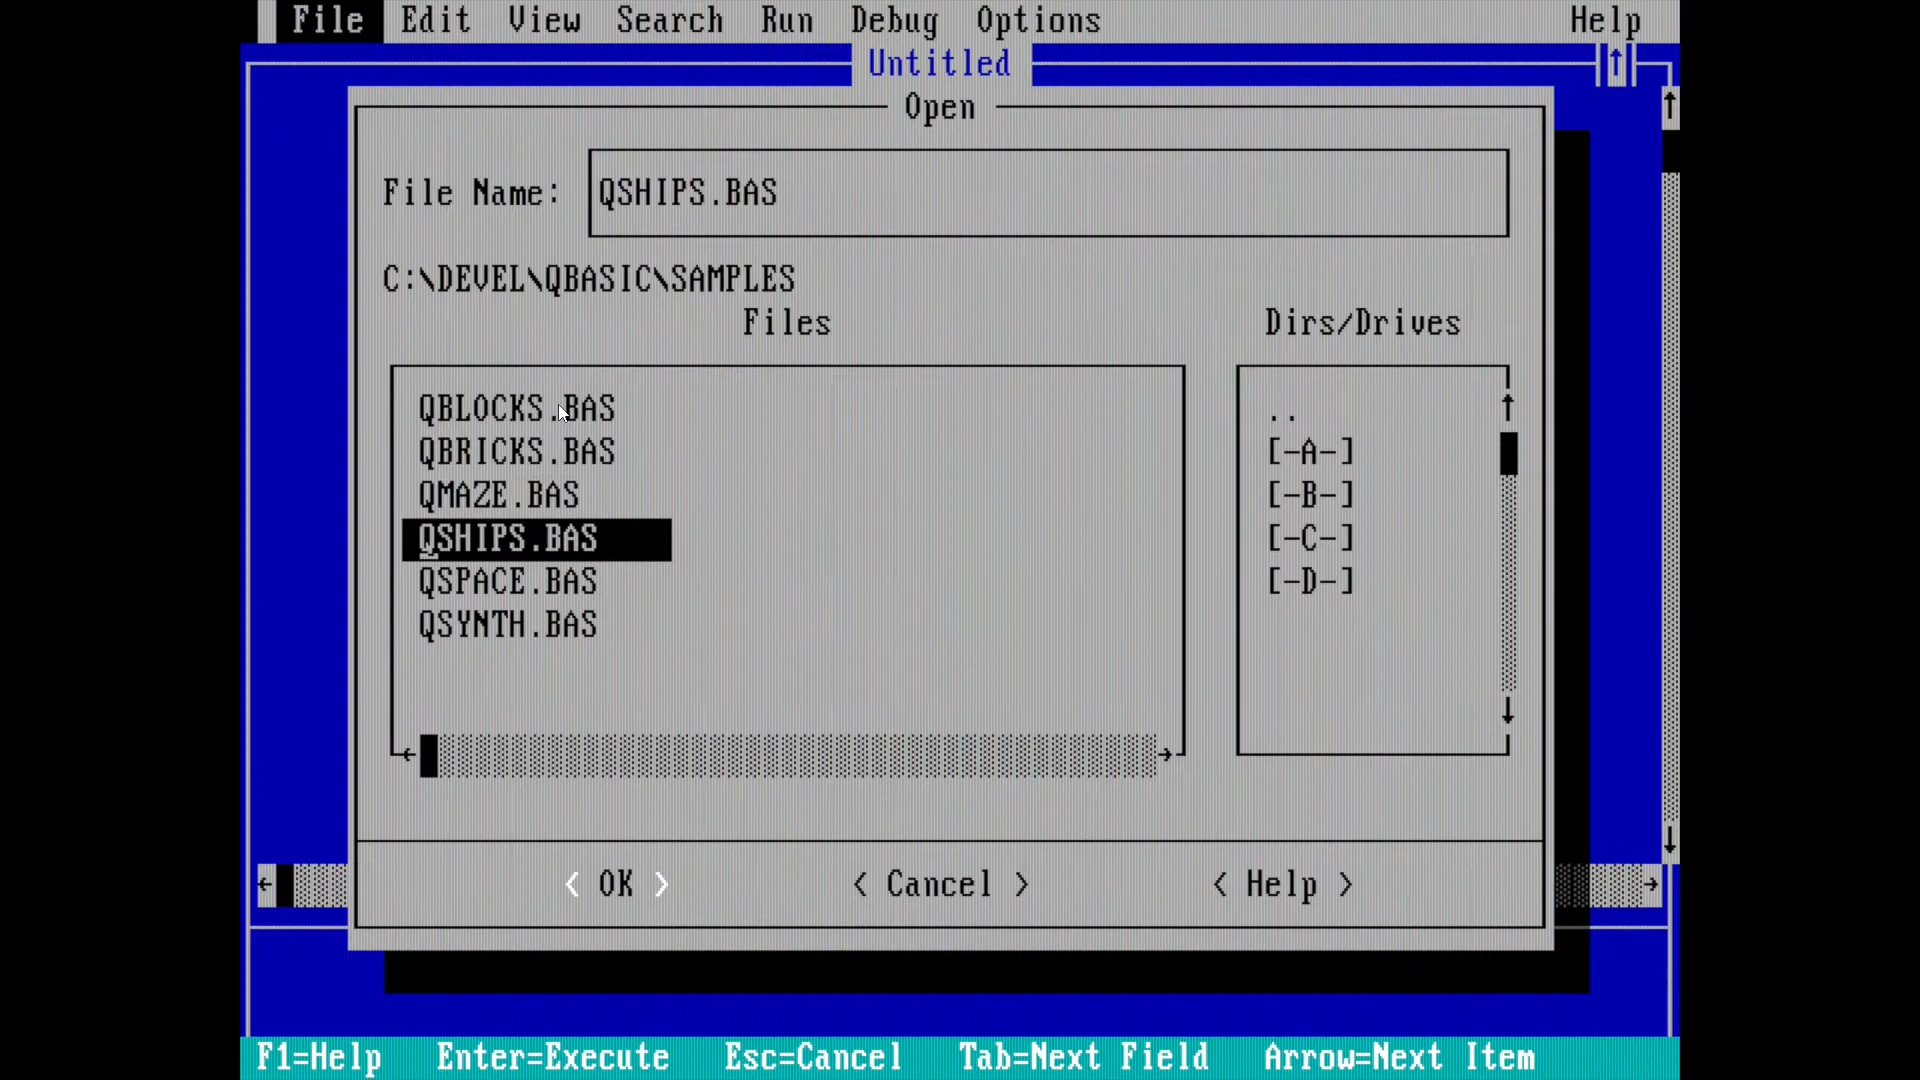 File Edit View Search Run Debug Options Help
Untitled
Open
File Name: QSHIPS.BAS
C:\DEVEL\QBASIC\SAMPLES
Files Dirs/Drives
QBLOCKS.BAS ..
QBRICKS.BAS [-A-]
QMAZE.BAS [-B-]
QSHIPS.BAS [-C-]
QSPACE.BAS [-D-]
QSYNTH.BAS
< OK > < Cancel > < Help >
F1=Help Enter=Execute Esc=Cancel Tab=Next Field Arrow=Next Item